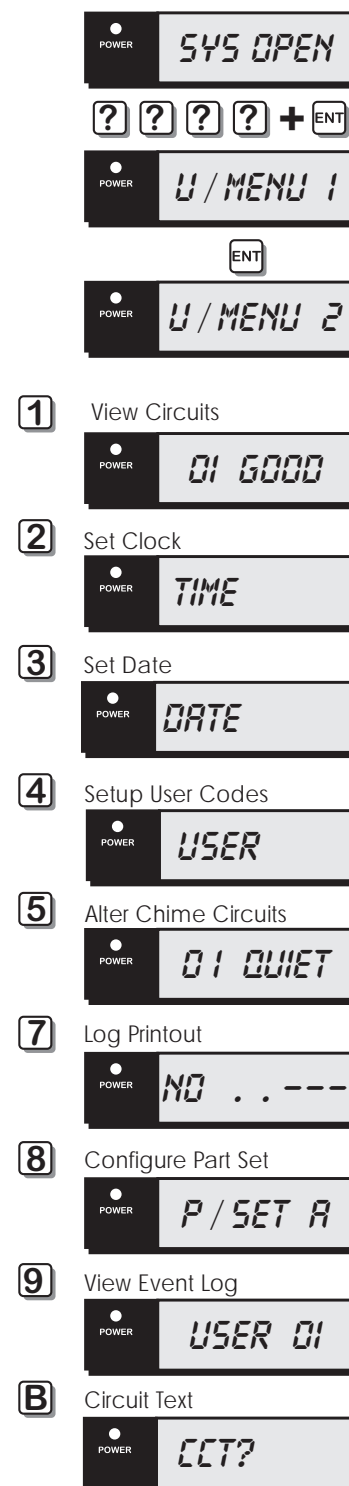 POWER SYS OPEN
? ? ? ? + ENT
POWER U/MENU 1
ENT
POWER U/MENU 2
1 View Circuits
POWER 01 GOOD
2 Set Clock
POWER TIME
3 Set Date
POWER DATE
4 Setup User Codes
POWER USER
5 Alter Chime Circuits
POWER 01 QUIET
7 Log Printout
POWER NO ..---
8 Configure Part Set
POWER P/SET A
9 View Event Log
POWER USER 01
B Circuit Text
POWER CCT?